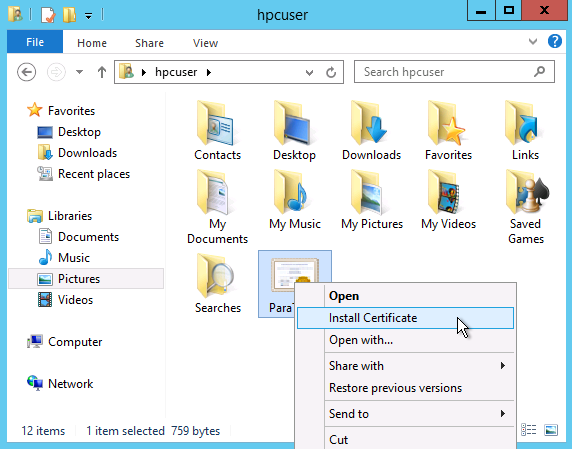 hpcuser
File
Home
Share
View
hpcuser
Search hpcuser
Favorites
Desktop
Downloads
Recent places
Libraries
Documents
Music
Pictures
Videos
Computer
Network
Contacts
Desktop
Downloads
Favorites
Links
My
Documents
My Music
My Pictures
My Videos
Saved
Games
Searches
Open
Install Certificate
Open with...
Share with
Restore previous versions
Send to
Cut
12 items
1 item selected 759 bytes